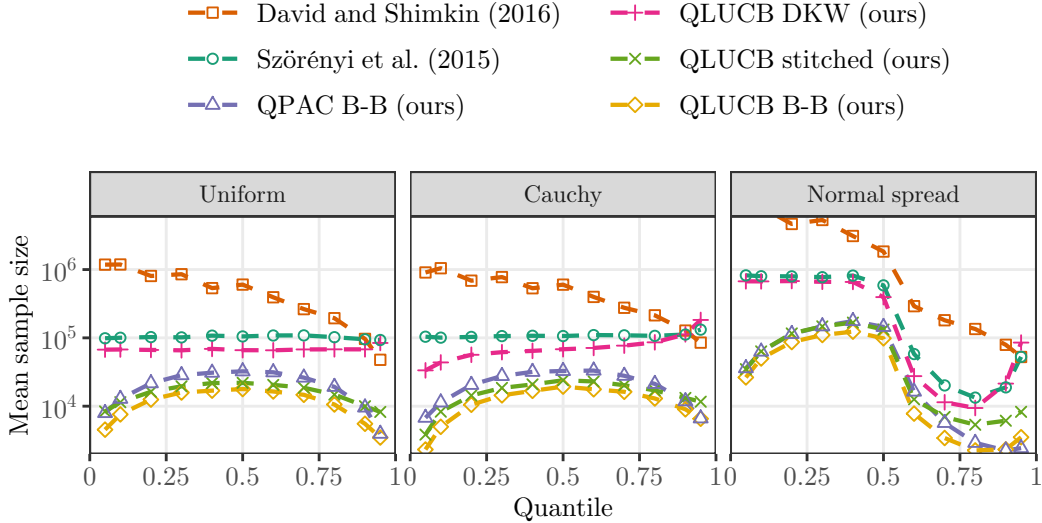 David and Shimkin (2016)
QLUCB DKW (ours)
Szörényi et al. (2015)
QLUCB stitched (ours)
QPAC B-B (ours)
QLUCB B-B (ours)
Uniform
Cauchy
Normal spread
Mean sample size
10^6
10^5
10^4
0 0.25 0.5 0.75 1
0 0.25 0.5 0.75 1
0 0.25 0.5 0.75 1
Quantile